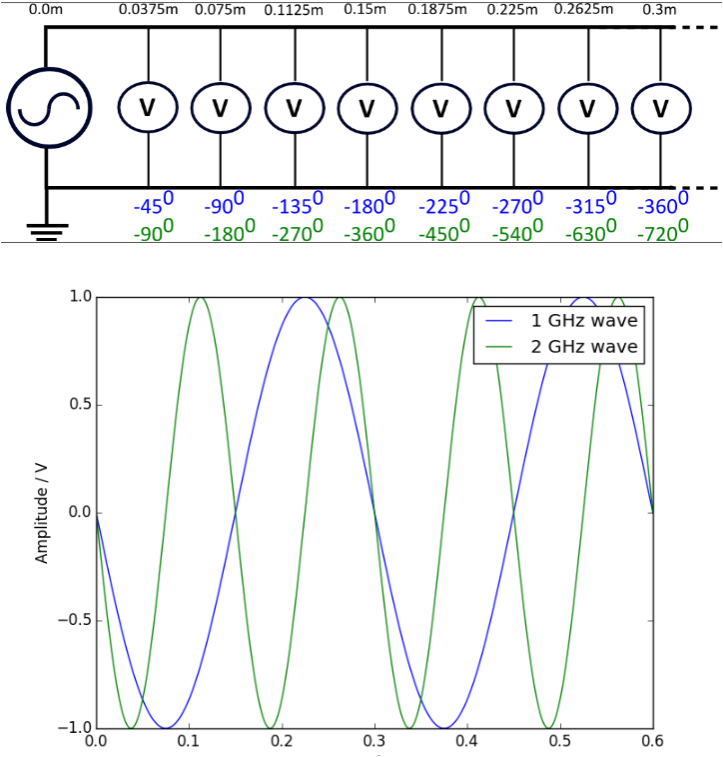 0.0m 0.0375m 0.075m 0.1125m 0.15m 0.1875m 0.225m 0.2625m 0.3m
V V V V V V V V
-45⁰ -90⁰ -135⁰ -180⁰ -225⁰ -270⁰ -315⁰ -360⁰
-90⁰ -180⁰ -270⁰ -360⁰ -450⁰ -540⁰ -630⁰ -720⁰
1.0
1 GHz wave
2 GHz wave
0.5
Amplitude / V
0.0
−0.5
−1.0
0.0 0.1 0.2 0.3 0.4 0.5 0.6